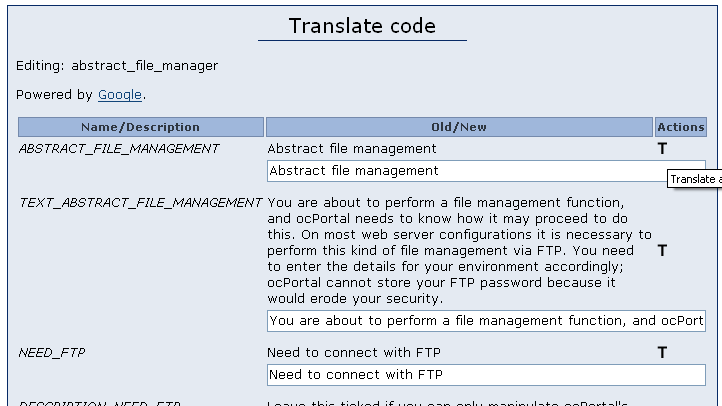 Translate code
Editing: abstract_file_manager
Powered by Google.
Name/Description Old/New Actions
ABSTRACT_FILE_MANAGEMENT Abstract file management T
Abstract file management
Translate a
TEXT_ABSTRACT_FILE_MANAGEMENT You are about to perform a file management function,
and ocPortal needs to know how it may proceed to do
this. On most web server configurations it is necessary to
perform this kind of file management via FTP. You need T
to enter the details for your environment accordingly;
ocPortal cannot store your FTP password because it
would erode your security.
You are about to perform a file management function, and ocPort
NEED_FTP Need to connect with FTP T
Need to connect with FTP
DESCRIPTION_NEED_FTP Leave this ticked if you can only manipulate ocPortal's